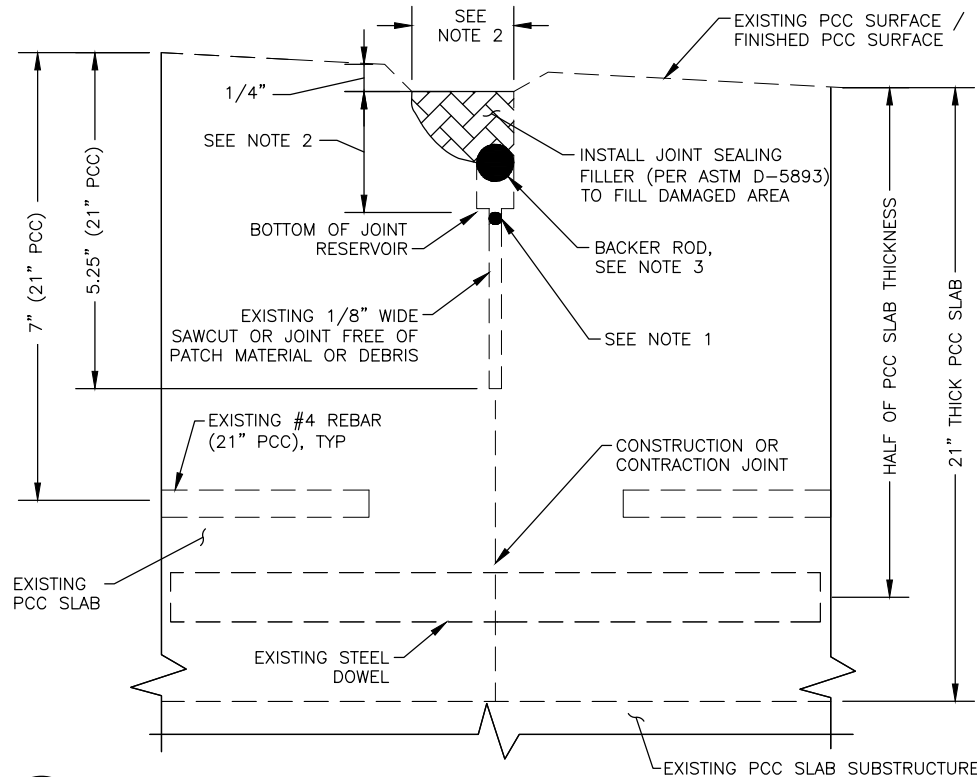 SEE
NOTE 2
EXISTING PCC SURFACE /
FINISHED PCC SURFACE
1/4"
SEE NOTE 2
INSTALL JOINT SEALING
FILLER (PER ASTM D-5893)
TO FILL DAMAGED AREA
BOTTOM OF JOINT
RESERVOIR
BACKER ROD,
SEE NOTE 3
7" (21" PCC)
5.25" (21" PCC)
EXISTING 1/8" WIDE
SAWCUT OR JOINT FREE OF
PATCH MATERIAL OR DEBRIS
SEE NOTE 1
HALF OF PCC SLAB THICKNESS
21" THICK PCC SLAB
EXISTING #4 REBAR
(21" PCC), TYP
CONSTRUCTION OR
CONTRACTION JOINT
EXISTING
PCC SLAB
EXISTING STEEL
DOWEL
EXISTING PCC SLAB SUBSTRUCTURE